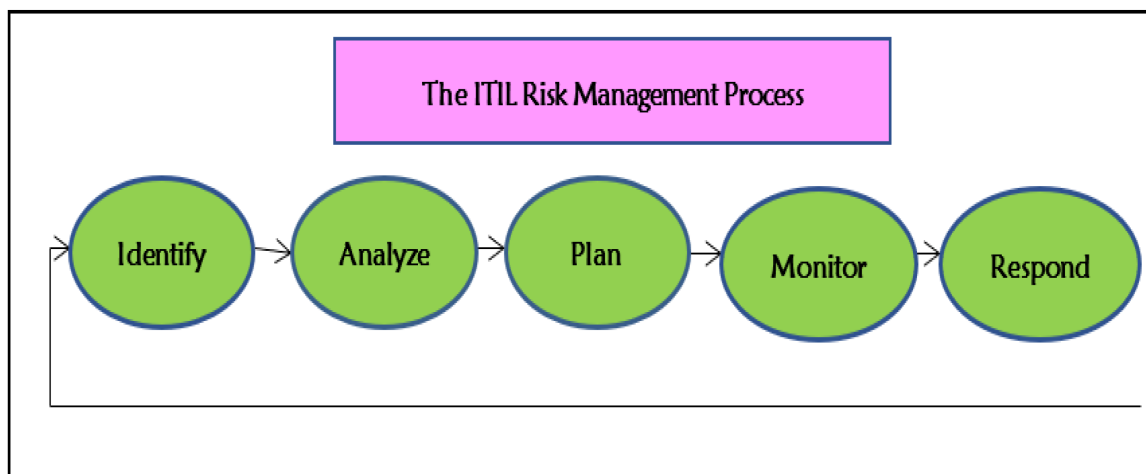 The ITIL Risk Management Process
Identify
Analyze
Plan
Monitor
Respond